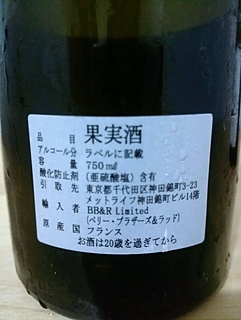 品目 果実酒
アルコール分 ラベルに記載
容量 750㎖
酸化防止剤（亜硫酸塩）含有
引取先 東京都千代田区神田錦町3-23
メットライフ神田錦町ビル14階
輸入者 BB&R Limited
（ベリー・ブラザーズ&ラッド）
原産国 フランス
お酒は20歳を過ぎてから